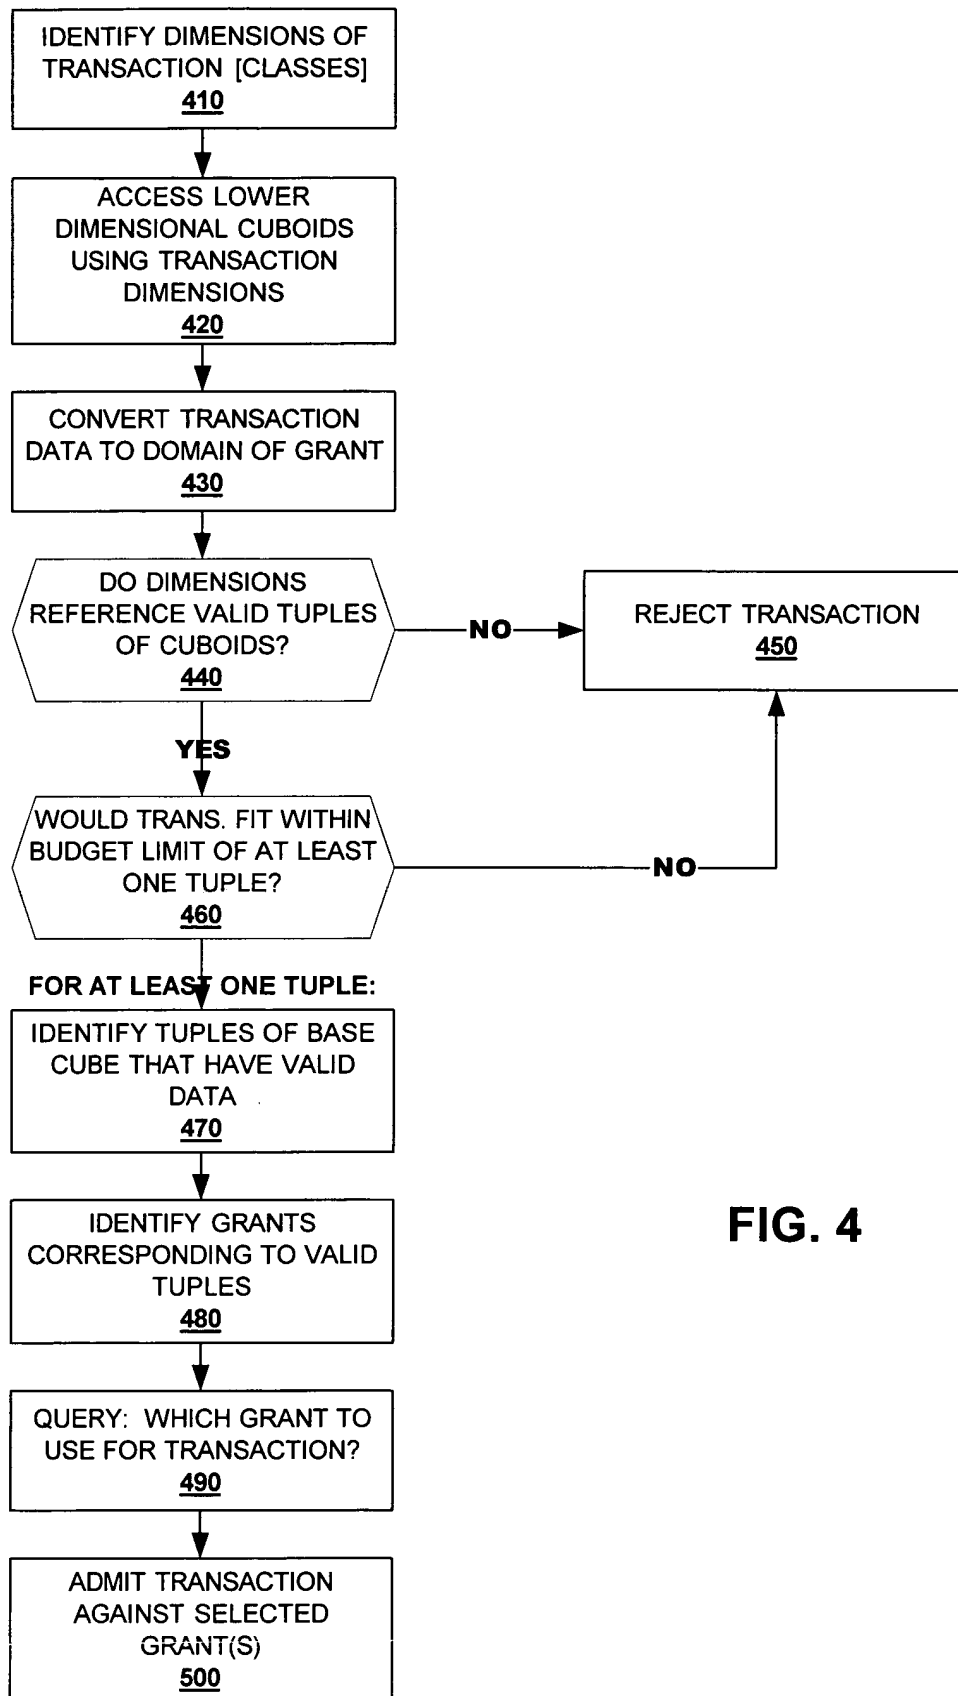 IDENTIFY DIMENSIONS OF
TRANSACTION [CLASSES]
410
ACCESS LOWER
DIMENSIONAL CUBOIDS
USING TRANSACTION
DIMENSIONS
420
CONVERT TRANSACTION
DATA TO DOMAIN OF GRANT
430
DO DIMENSIONS
REFERENCE VALID TUPLES
OF CUBOIDS?
440
NO
REJECT TRANSACTION
450
YES
WOULD TRANS. FIT WITHIN
BUDGET LIMIT OF AT LEAST
ONE TUPLE?
460
NO
FOR AT LEAST ONE TUPLE:
IDENTIFY TUPLES OF BASE
CUBE THAT HAVE VALID
DATA
470
IDENTIFY GRANTS
CORRESPONDING TO VALID
TUPLES
480
QUERY: WHICH GRANT TO
USE FOR TRANSACTION?
490
ADMIT TRANSACTION
AGAINST SELECTED
GRANT(S)
500
FIG. 4